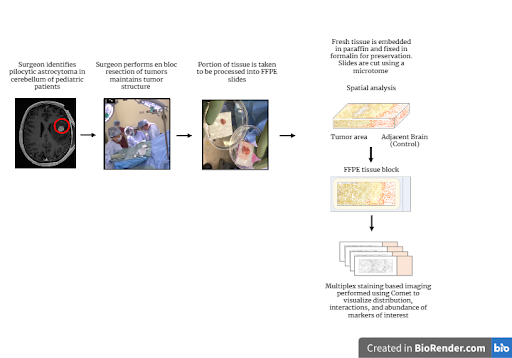 Surgeon identifies
pilocytic astrocytoma in
cerebellum of pediatric
patients
Surgeon performs en bloc
resection of tumors
maintains tumor
structure
Portion of tissue is taken
to be processed into FFPE
slides
Fresh tissue is embedded
in paraffin and fixed in
formalin for preservation.
Slides are cut using a
microtome
Spatial analysis
Tumor area
Adjacent Brain
(Control)
FFPE tissue block
Multiplex staining based imaging
performed using Comet to
visualize distribution,
interactions, and abundance of
markers of interest
Created in BioRender.com
bio